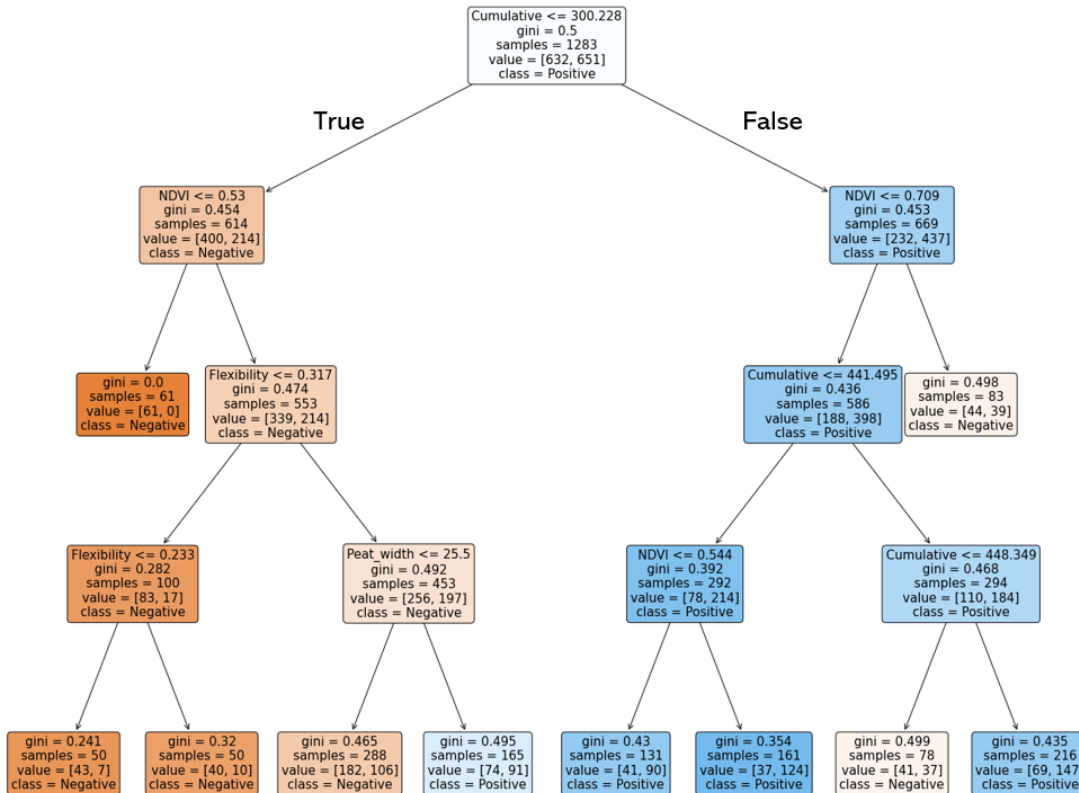 Cumulative <= 300.228
gini = 0.5
samples = 1283
value = [632, 651]
class = Positive
True
False
NDVI <= 0.53
gini = 0.454
samples = 614
value = [400, 214]
class = Negative
NDVI <= 0.709
gini = 0.453
samples = 669
value = [232, 437]
class = Positive
gini = 0.0
samples = 61
value = [61, 0]
class = Negative
Flexibility <= 0.317
gini = 0.474
samples = 553
value = [339, 214]
class = Negative
Cumulative <= 441.495
gini = 0.436
samples = 586
value = [188, 398]
class = Positive
gini = 0.498
samples = 83
value = [44, 39]
class = Negative
Flexibility <= 0.233
gini = 0.282
samples = 100
value = [83, 17]
class = Negative
Peat_width <= 25.5
gini = 0.492
samples = 453
value = [256, 197]
class = Negative
NDVI <= 0.544
gini = 0.392
samples = 292
value = [78, 214]
class = Positive
Cumulative <= 448.349
gini = 0.468
samples = 294
value = [110, 184]
class = Positive
gini = 0.241
samples = 50
value = [43, 7]
class = Negative
gini = 0.32
samples = 50
value = [40, 10]
class = Negative
gini = 0.465
samples = 288
value = [182, 106]
class = Negative
gini = 0.495
samples = 165
value = [74, 91]
class = Positive
gini = 0.43
samples = 131
value = [41, 90]
class = Positive
gini = 0.354
samples = 161
value = [37, 124]
class = Positive
gini = 0.499
samples = 78
value = [41, 37]
class = Negative
gini = 0.435
samples = 216
value = [69, 147]
class = Positive